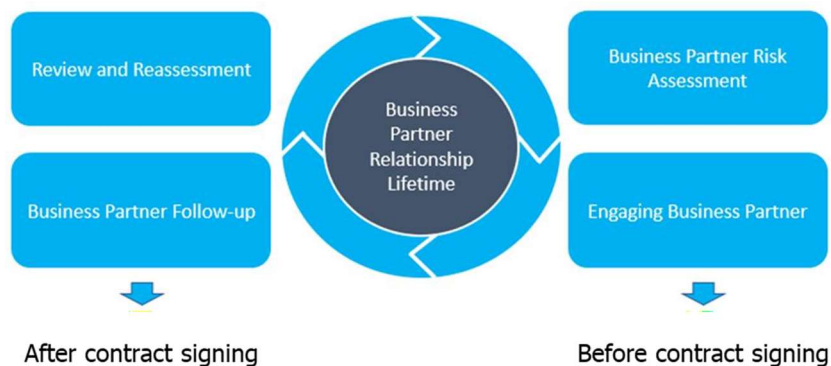 Review and Reassessment
Business Partner Follow-up
After contract signing
Business
Partner
Relationship
Lifetime
Business Partner Risk
Assessment
Engaging Business Partner
Before contract signing